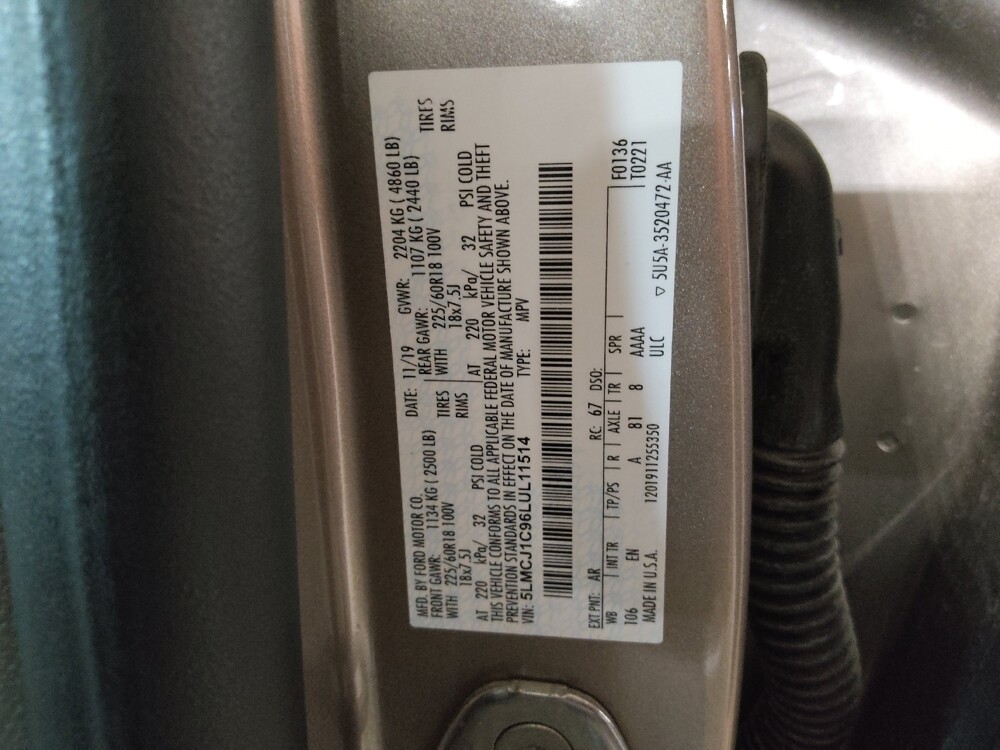 MFD. BY FORD MOTOR CO.
DATE: 11/19 GVWR: 2204 KG ( 4860 LB)
FRONT GAWR: 1134 KG ( 2500 LB)
REAR GAWR: 1107 KG ( 2440 LB)
WITH 225/60R18 100V TIRES
WITH 225/60R18 100V TIRES
18x7.5J RIMS
18x7.5J RIMS
AT 220 kPa/ 32 PSI COLD
AT 220 kPa/ 32 PSI COLD
THIS VEHICLE CONFORMS TO ALL APPLICABLE FEDERAL MOTOR VEHICLE SAFETY AND THEFT
PREVENTION STANDARDS IN EFFECT ON THE DATE OF MANUFACTURE SHOWN ABOVE.
VIN: 5LMCJ1C96LUL11514 TYPE: MPV
EXT PNT: AR RC: 67 DSO: F0136
WB INT TR TP/PS R AXLE TR SPR T0221
106 EN A 81 8 AAAA
MADE IN U.S.A. 1201911255350 ULC ▽ 5U5A-3520472-AA